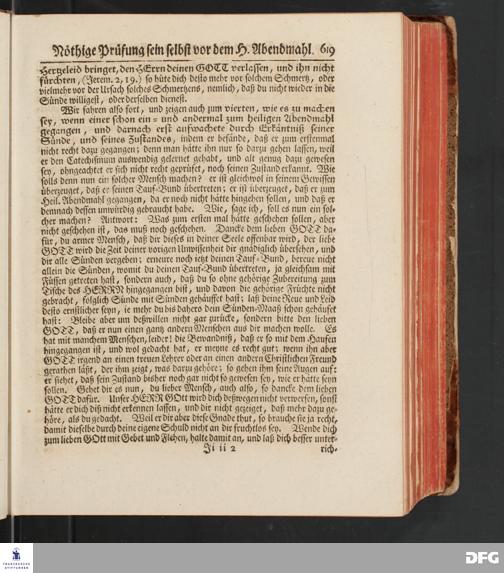 Nöthige Prüfung sein selbst vor dem H. Abendmahl. 619
Hertzeleid bringet, den HErrn deinen GOTT verlassen, und ihn nicht
fürchten, (Jerem. 2, 19.) so hüte dich desto mehr vor solchem Schmertz, oder
vielmehr vor der Ursach solches Schmertzens, nemlich, daß du nicht wieder in die
Sünde willigest, oder derselben dienest.
Wir fahren also fort, und zeigen auch zum vierten, wie es zu machen
sey, wenn einer schon ein- und andermal zum heiligen Abendmahl
gegangen, und darnach erst aufwachete durch Erkäntniß seiner
Sünde, und seines Zustandes, indem er befände, daß er zum erstenmal
nicht recht dazu gegangen; denn man hätte ihn nur so darzu gehen lassen, weil
er den Catechismum auswendig gelernet gehabt, und alt genug dazu gewesen
sey, ohngeachtet er sich nicht recht geprüfet, noch seinen Zustand erkannt. Wie
solls denn nun ein solcher Mensch machen? er ist gleichwol in seinem Gewissen
überzeuget, daß er seinen Tauf-Bund übertreten; er ist überzeuget, daß er zum
Heil. Abendmahl gegangen, da er noch nicht hätte hingehen sollen, und daß er
demnach dessen unwürdig gebraucht habe. Wie, sage ich, soll es nun ein sol-
cher machen? Antwort: Was zum ersten mal hätte geschehen sollen, aber
nicht geschehen ist, das muß noch geschehen. Dancke dem lieben GOTT da-
für, du armer Mensch, daß dir dieses in deiner Seele offenbar wird, der liebe
GOTT wird die Zeit deiner vorigen Unwissenheit dir gnädiglich übersehen, und
dir alle Sünden vergeben; erneure noch jetzt deinen Tauf-Bund, bereue nicht
allein die Sünden, womit du deinen Tauf-Bund übertreten, ja gleichsam mit
Füssen getreten hast, sondern auch, daß du so ohne gehörige Zubereitung zum
Tische des HERRN hingegangen bist, und davon die gehörige Früchte nicht
gebracht, folglich Sünde mit Sünden gehäuffet hast; laß deine Reue und Leid
desto ernstlicher seyn, ie mehr du bis daher dein Sünden-Maaß schon gehäufet
hast: Bleibe aber um deßwillen nicht gar zurücke, sondern bitte den lieben
GOTT, daß er nun einen gantz andern Menschen aus dir machen wolle. Es
hat mit manchem Menschen, leider! die Bewandniß, daß er so mit dem Haufen
hingegangen ist, und wol gedacht hat, er meyne es recht gut; wenn ihn aber
GOTT irgend an einen treuen Lehrer oder an einen andern Christlichen Freund
gerathen läßt, der ihm zeigt, was darzu gehöre; so gehen ihm seine Augen auf:
er siehet, daß sein Zustand bisher noch gar nicht so gewesen sey, wie er hätte seyn
sollen. Gehet dir es nun, du lieber Mensch, auch also, so dancke dem lieben
GOTT dafür. Unser HERR GOtt wird dich deßwegen nicht verwerfen, sonst
hätte er dich diß nicht erkennen lassen, und dir nicht gezeiget, daß mehr dazu ge-
höre, als du gedacht. Weil er dir aber diese Gnade thut, so brauche sie ja recht,
damit dieselbe durch deine eigene Schuld nicht an dir fruchtlos sey. Wende dich
zum lieben GOtt mit Gebet und Flehen, halte damit an, und laß dich besser unter-
Ji ii 2 rich-
FRANCKESCHE
STIFTUNGEN
DFG